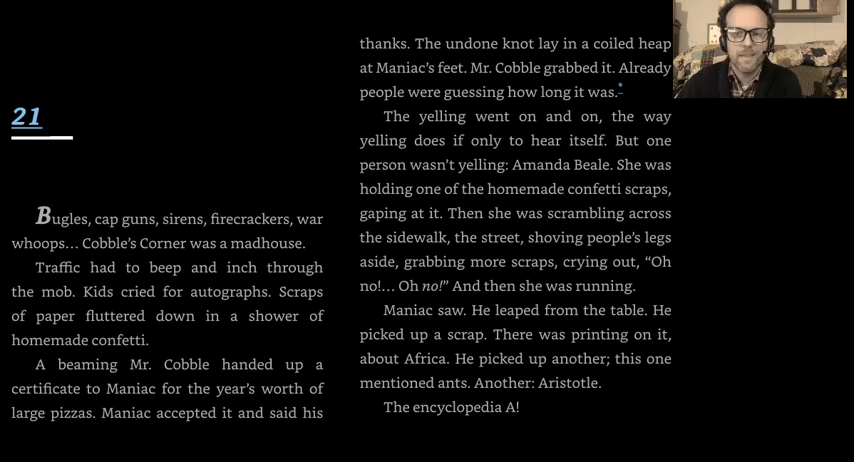 21
Bugles, cap guns, sirens, firecrackers, war
whoops... Cobble's Corner was a madhouse.
Traffic had to beep and inch through
the mob. Kids cried for autographs. Scraps
of paper fluttered down in a shower of
homemade confetti.
A beaming Mr. Cobble handed up a
certificate to Maniac for the year's worth of
large pizzas. Maniac accepted it and said his
thanks. The undone knot lay in a coiled heap
at Maniac's feet. Mr. Cobble grabbed it. Already
people were guessing how long it was.*
The yelling went on and on, the way
yelling does if only to hear itself. But one
person wasn't yelling: Amanda Beale. She was
holding one of the homemade confetti scraps,
gaping at it. Then she was scrambling across
the sidewalk, the street, shoving people's legs
aside, grabbing more scraps, crying out, “Oh
no!... Oh no!” And then she was running.
Maniac saw. He leaped from the table. He
picked up a scrap. There was printing on it,
about Africa. He picked up another; this one
mentioned ants. Another: Aristotle.
The encyclopedia A!